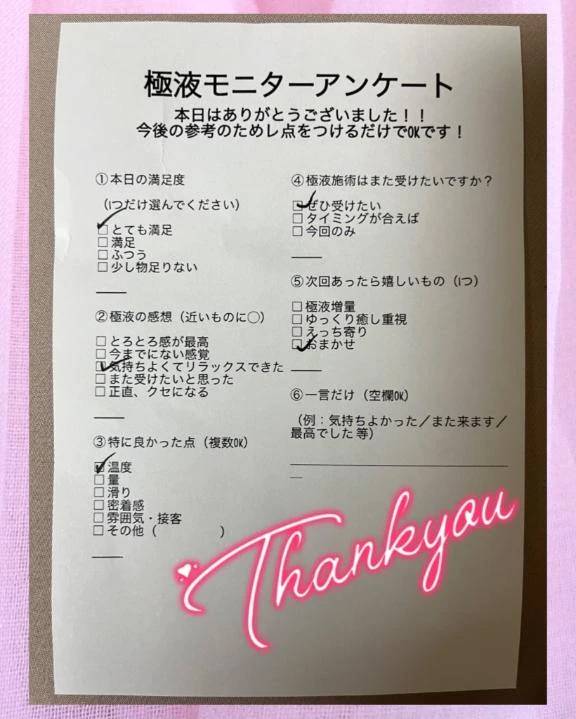 極液モニターアンケート
本日はありがとうございました！！
今後の参考のためレ点をつけるだけでOKです！
①本日の満足度
（1つだけ選んでください）
☑とても満足
□満足
□ふつう
□少し物足りない
②極液の感想（近いものに○）
□とろとろ感が最高
□今までにない感覚
☑気持ちよくてリラックスできた
□また受けたいと思った
□正直、クセになる
③特に良かった点（複数OK）
☑温度
□量
□滑り
□密着感
□雰囲気・接客
□その他（　　　　　）
④極液施術はまた受けたいですか？
☑ぜひ受けたい
□タイミングが合えば
□今回のみ
⑤次回あったら嬉しいもの（1つ）
□極液増量
□ゆっくり癒し重視
□えっち寄り
☑おまかせ
⑥一言だけ（空欄OK）
（例：気持ちよかった／また来ます／
最高でした等）
Thankyou